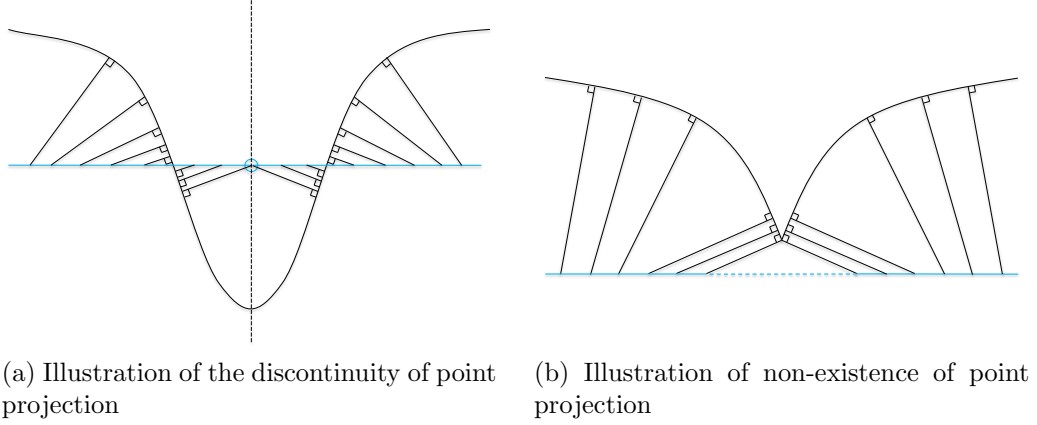 (a) Illustration of the discontinuity of point
projection
(b) Illustration of non-existence of point
projection